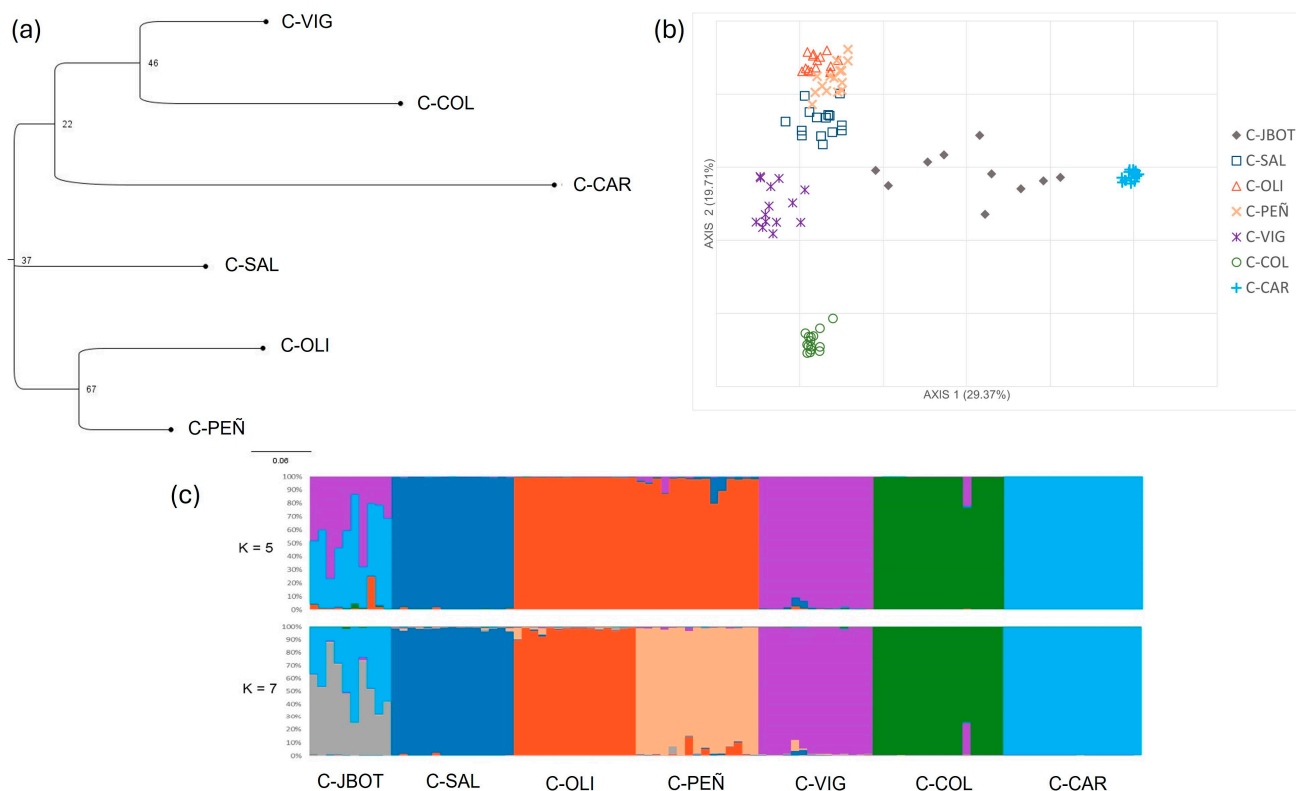 (a)
C-VIG
46
C-COL
22
C-CAR
37
C-SAL
C-OLI
67
C-PEÑ
0.06
(b)
AXIS 2 (19.71%)
AXIS 1 (29.37%)
C-JBOT
C-SAL
C-OLI
C-PEÑ
C-VIG
C-COL
C-CAR
(c)
K = 5
100%
90%
80%
70%
60%
50%
40%
30%
20%
10%
0%
K = 7
100%
90%
80%
70%
60%
50%
40%
30%
20%
10%
0%
C-JBOT C-SAL C-OLI C-PEÑ C-VIG C-COL C-CAR